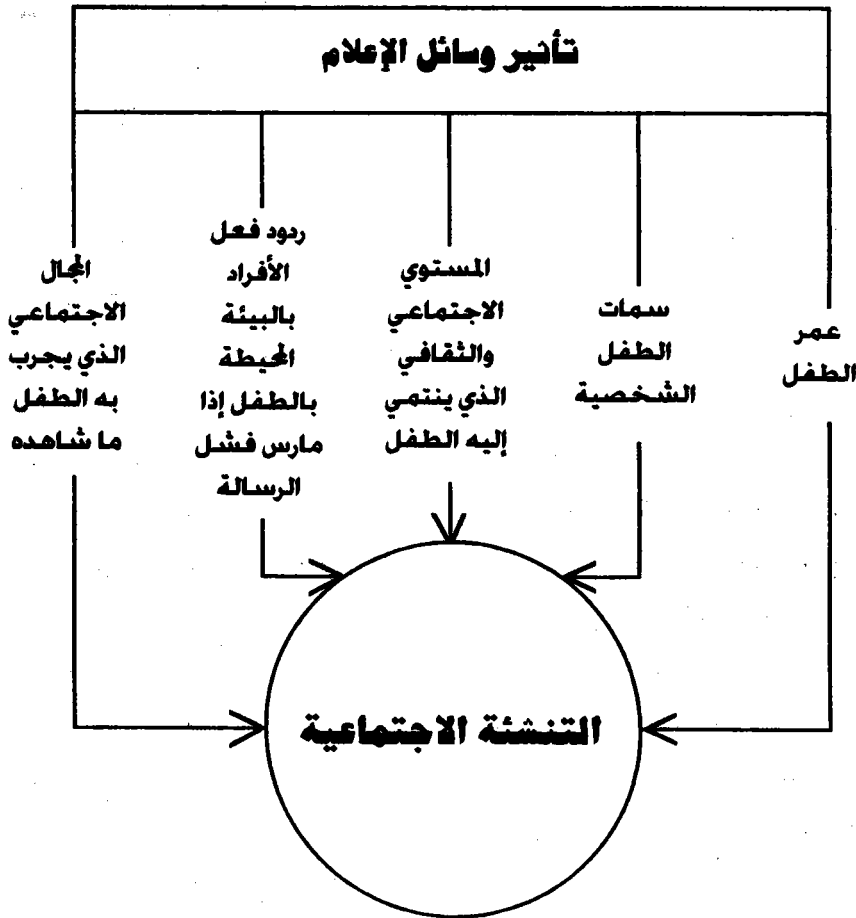 تأثير وسائل الإعلام
عمر
الطفل
سمات
الطفل
الشخصية
المستوي
الاجتماعي
والثقافي
الذي ينتمي
إليه الطفل
ردود فعل
الأفراد
بالبيئة
المحيطة
بالطفل إذا
مارس فشل
الرسالة
المجال
الاجتماعي
الذي يجرب
به الطفل
ما شاهده
التنشئة الاجتماعية